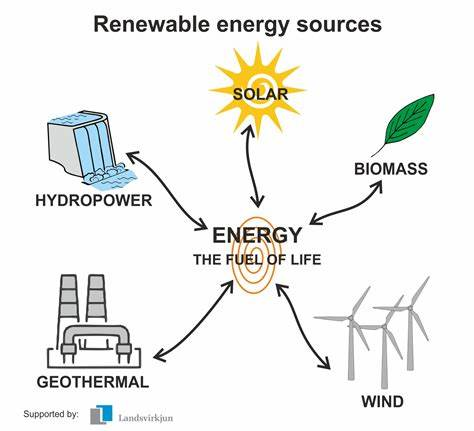 Renewable energy sources
SOLAR
BIOMASS
HYDROPOWER
ENERGY
THE FUEL OF LIFE
GEOTHERMAL
WIND
Supported by: Landsvirkjun